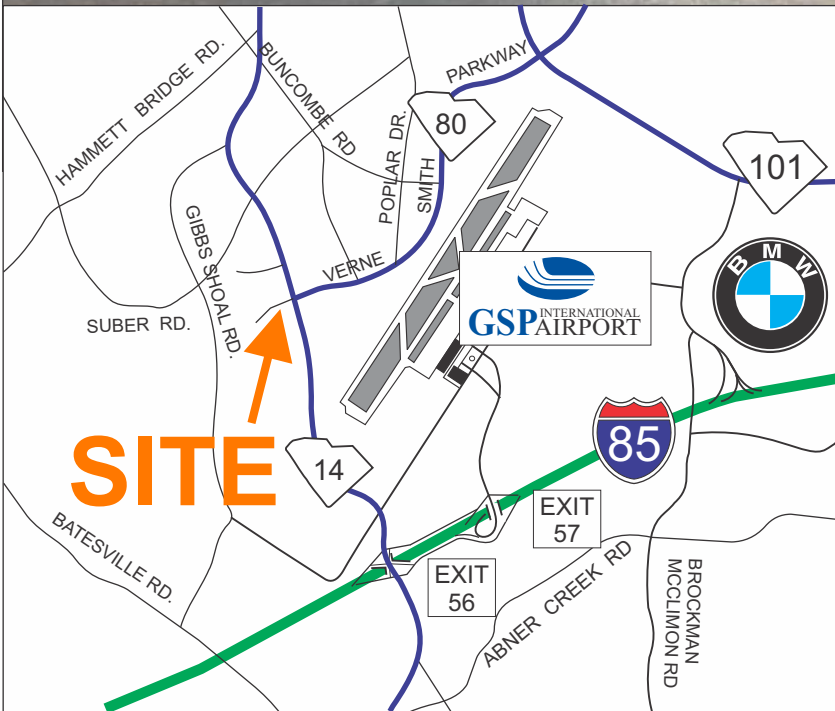 HAMMETT BRIDGE RD.
BUNCOMBE RD
PARKWAY
80
POPLAR DR.
SMITH
101
GIBBS SHOAL RD.
VERNE
SUBER RD.
BMW
GSP INTERNATIONAL
AIRPORT
SITE
14
85
BATESVILLE RD.
EXIT
57
EXIT
56
ABNER CREEK RD
BROCKMAN
MCCLIMON RD